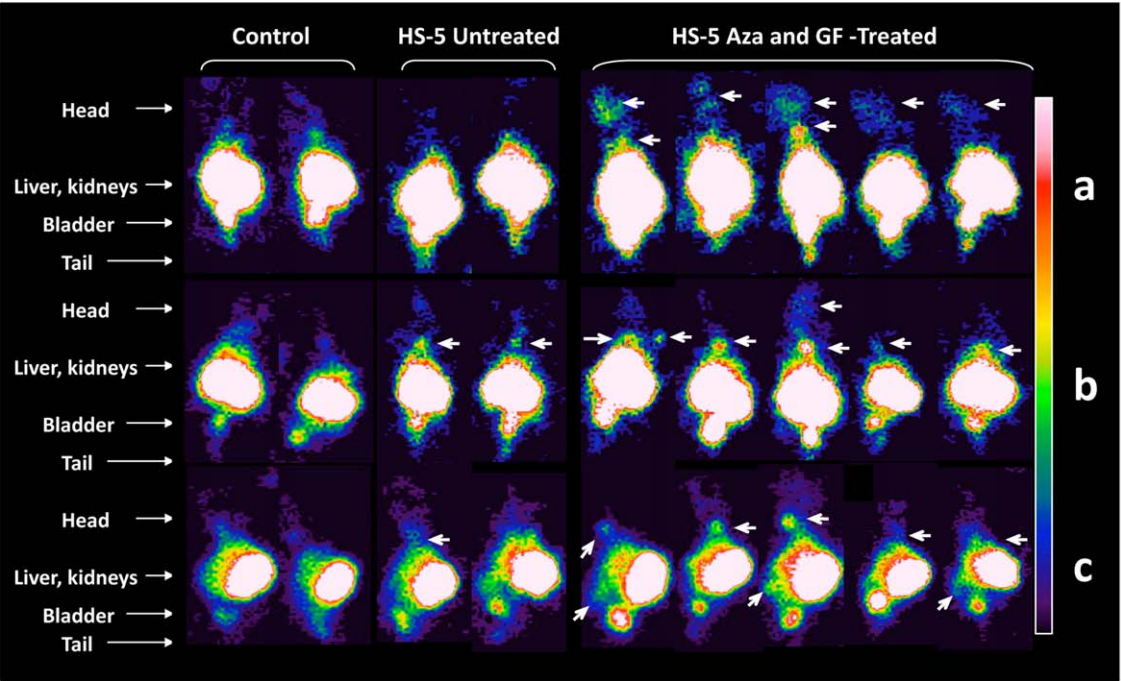 Control
HS-5 Untreated
HS-5 Aza and GF -Treated
Head
Liver, kidneys
Bladder
Tail
a
Head
Liver, kidneys
Bladder
Tail
b
Head
Liver, kidneys
Bladder
Tail
c